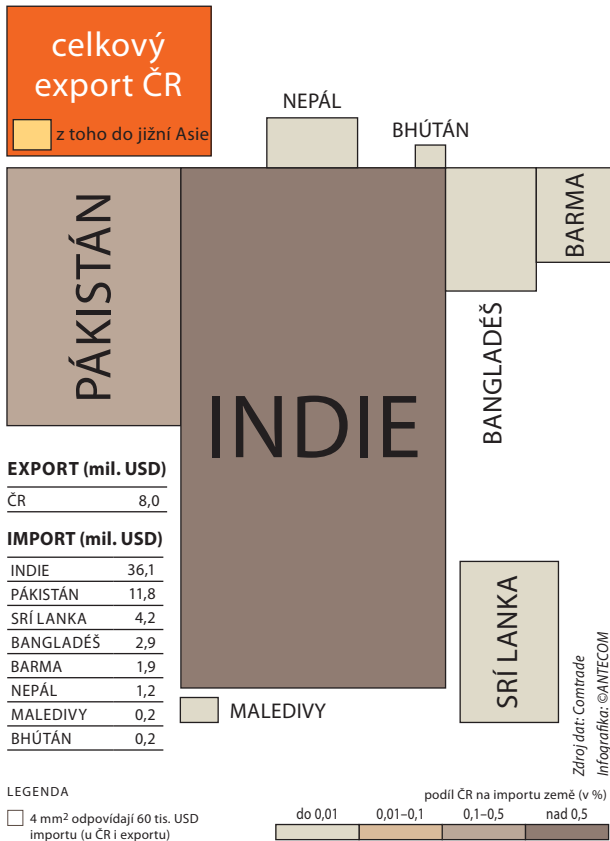 celkový
export ČR
z toho do jižní Asie
NEPÁL
BHÚTÁN
PÁKISTÁN
INDIE
BANGLADÉŠ
BARMA
SRÍ LANKA
MALEDIVY
EXPORT (mil. USD)
ČR 8,0
IMPORT (mil. USD)
INDIE 36,1
PÁKISTÁN 11,8
SRÍ LANKA 4,2
BANGLADÉŠ 2,9
BARMA 1,9
NEPÁL 1,2
MALEDIVY 0,2
BHÚTÁN 0,2
Zdroj dat: Comtrade
Infografika: ©ANTECOM
LEGENDA
4 mm² odpovídají 60 tis. USD
importu (u ČR i exportu)
podíl ČR na importu země (v %)
do 0,01 0,01–0,1 0,1–0,5 nad 0,5